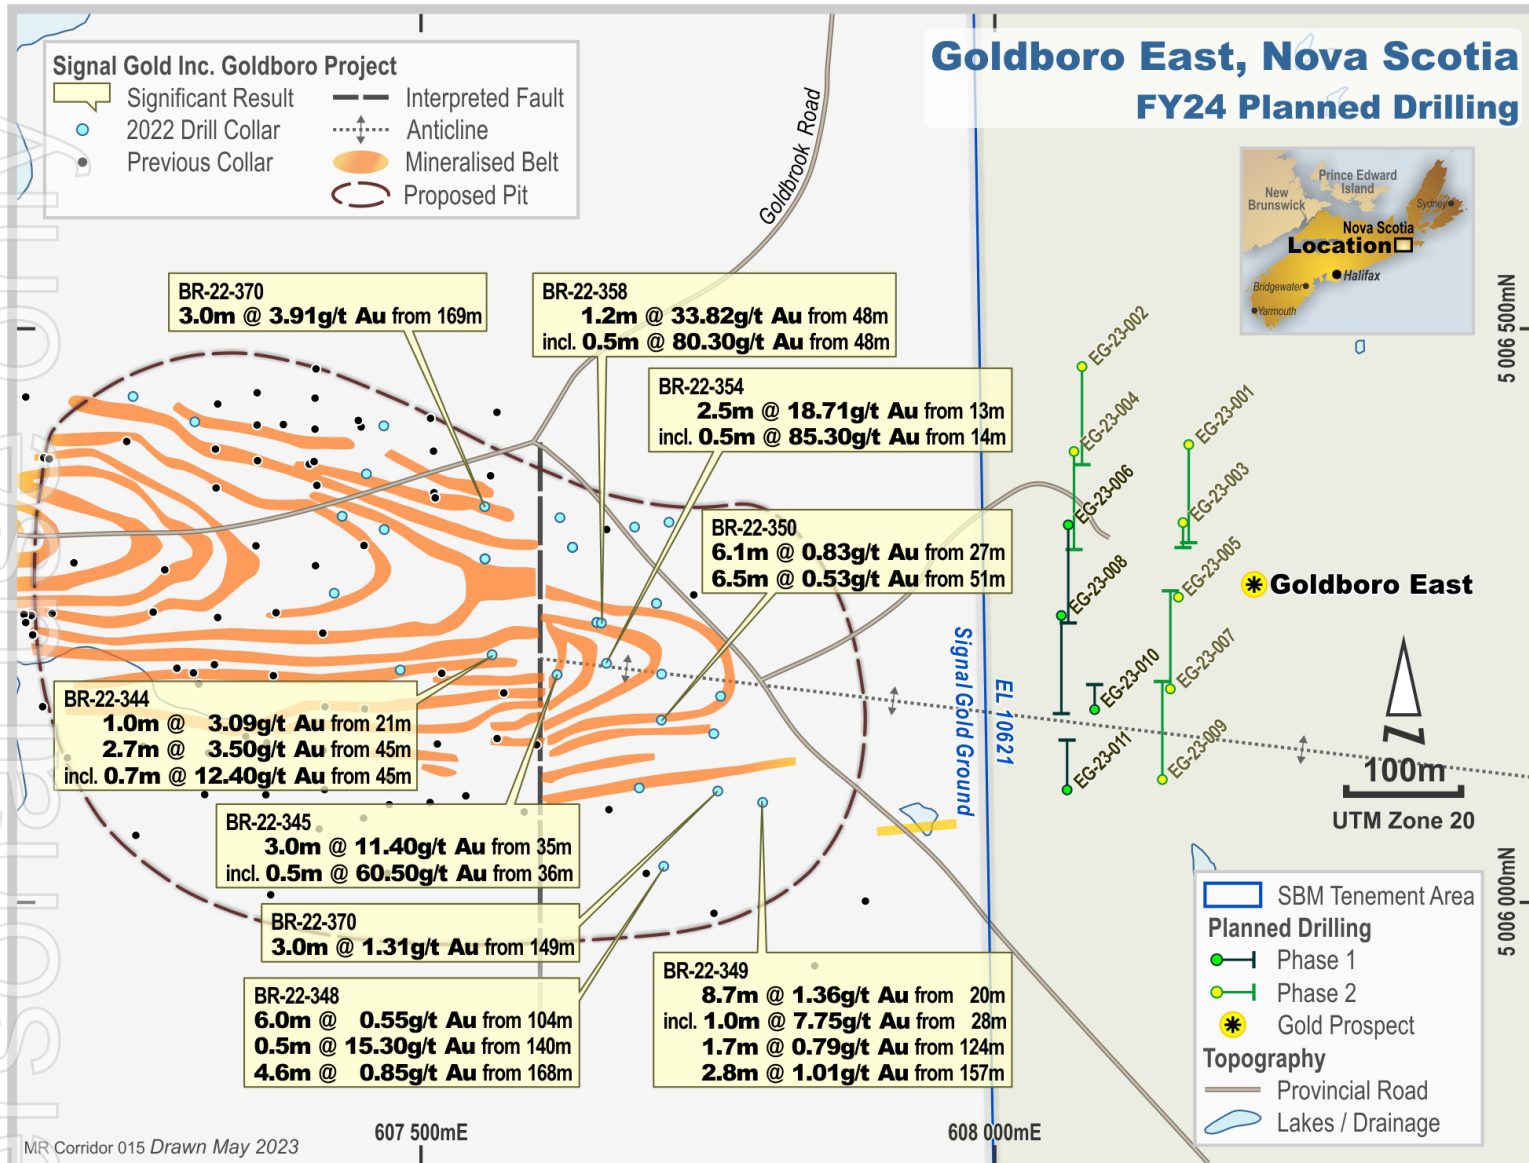 Goldboro East, Nova Scotia
FY24 Planned Drilling
Signal Gold Inc. Goldboro Project
Significant Result
2022 Drill Collar
Previous Collar
Interpreted Fault
Anticline
Mineralised Belt
Proposed Pit
Goldbrook Road
New
Brunswick
Prince Edward
Island
Sydney
Nova Scotia
Location
Halifax
Bridgewater
Yarmouth
BR-22-370
3.0m @ 3.91g/t Au from 169m
BR-22-358
1.2m @ 33.82g/t Au from 48m
incl. 0.5m @ 80.30g/t Au from 48m
BR-22-354
2.5m @ 18.71g/t Au from 13m
incl. 0.5m @ 85.30g/t Au from 14m
BR-22-350
6.1m @ 0.83g/t Au from 27m
6.5m @ 0.53g/t Au from 51m
BR-22-344
1.0m @ 3.09g/t Au from 21m
2.7m @ 3.50g/t Au from 45m
incl. 0.7m @ 12.40g/t Au from 45m
BR-22-345
3.0m @ 11.40g/t Au from 35m
incl. 0.5m @ 60.50g/t Au from 36m
BR-22-370
3.0m @ 1.31g/t Au from 149m
BR-22-348
6.0m @ 0.55g/t Au from 104m
0.5m @ 15.30g/t Au from 140m
4.6m @ 0.85g/t Au from 168m
BR-22-349
8.7m @ 1.36g/t Au from 20m
incl. 1.0m @ 7.75g/t Au from 28m
1.7m @ 0.79g/t Au from 124m
2.8m @ 1.01g/t Au from 157m
EG-23-002
EG-23-004
EG-23-001
EG-23-006
EG-23-003
EG-23-008
EG-23-005
EG-23-010
EG-23-007
EG-23-011
EG-23-009
Goldboro East
Signal Gold Ground
EL 10621
5 006 500mN
5 006 000mN
N
100m
UTM Zone 20
SBM Tenement Area
Planned Drilling
Phase 1
Phase 2
Gold Prospect
Topography
Provincial Road
Lakes / Drainage
607 500mE
608 000mE
MR Corridor 015 Drawn May 2023